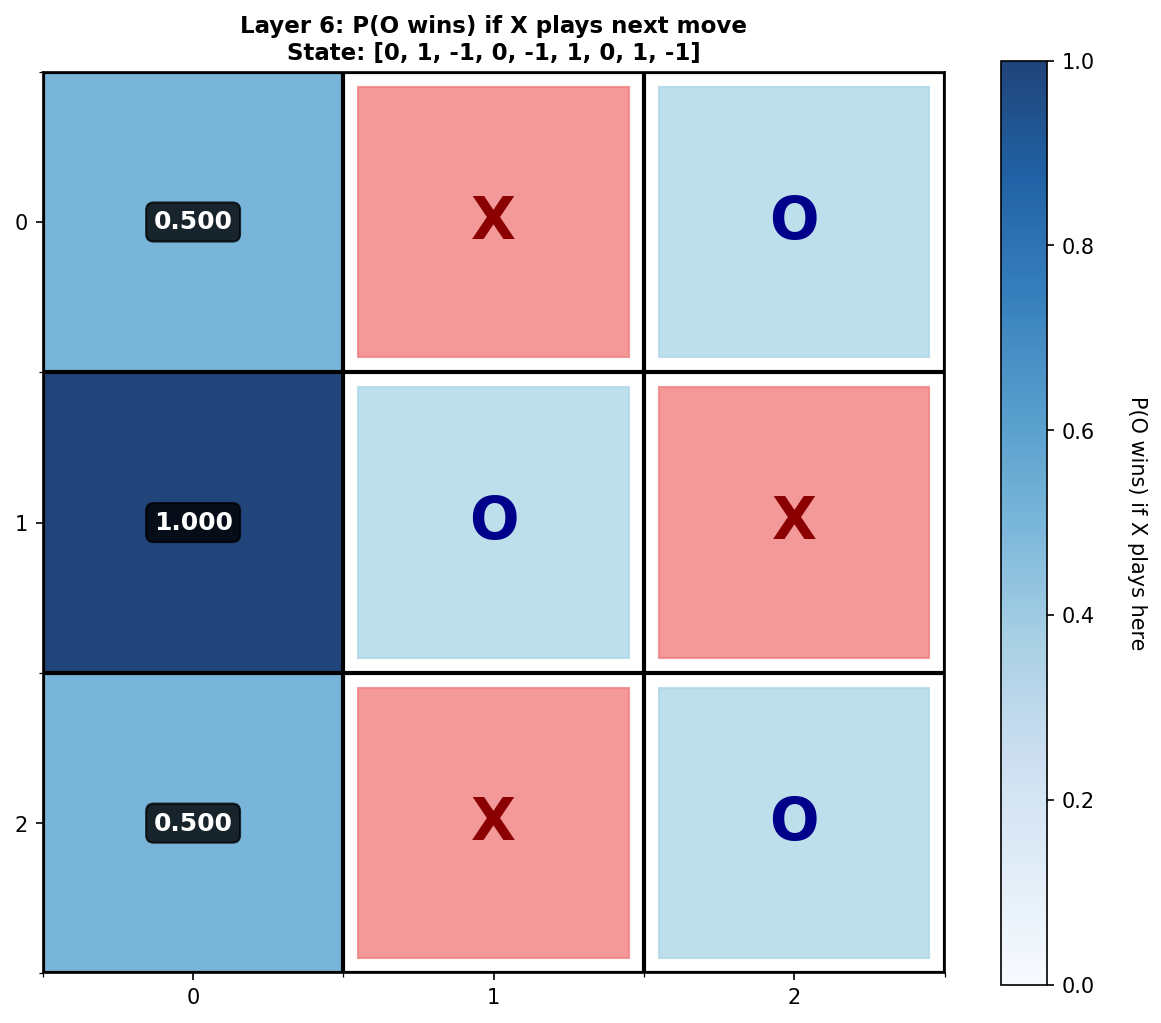 Layer 6: P(O wins) if X plays next move
State: [0, 1, -1, 0, -1, 1, 0, 1, -1]
0
0.500
X
O
1
1.000
O
X
2
0.500
X
O
0
1
2
1.0
0.8
0.6
0.4
0.2
0.0
P(O wins) if X plays here